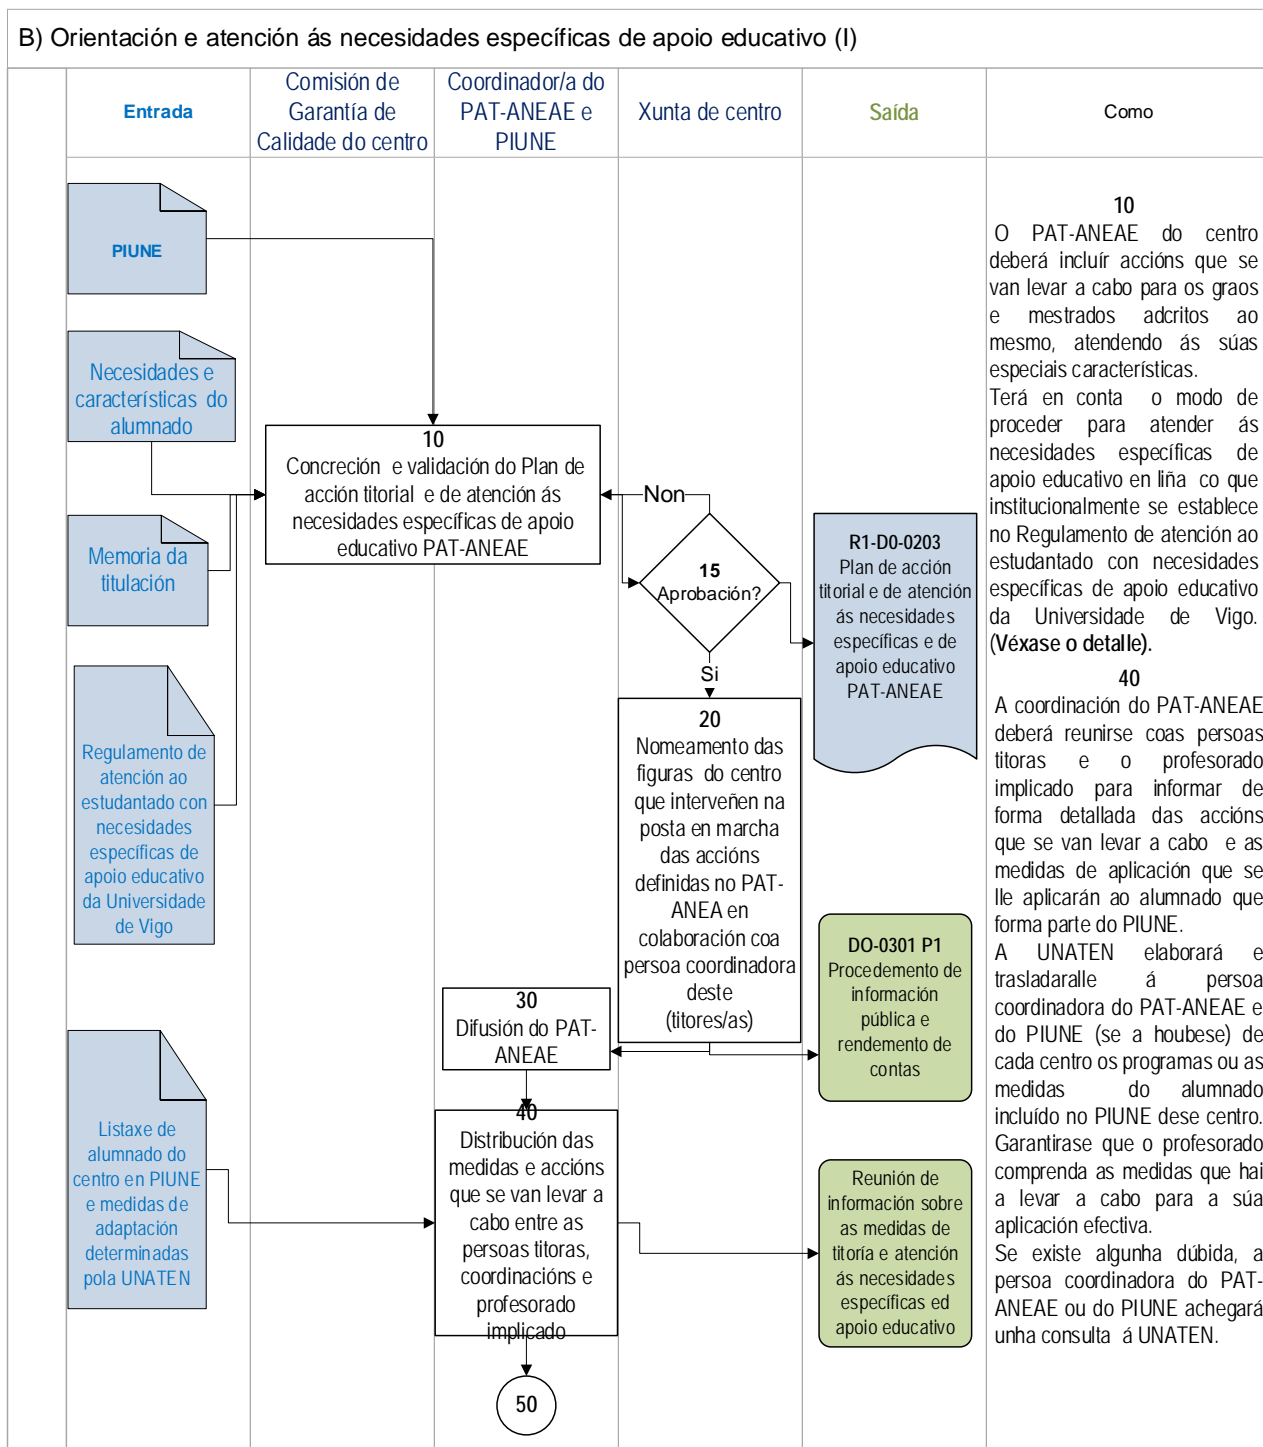 B) Orientación e atención ás necesidades específicas de apoio educativo (I)
Entrada
Comisión de
Garantía de
Calidade do centro
Coordinador/a do
PAT-ANEAE e
PIUNE
Xunta de centro
Saída
Como
PIUNE
Necesidades e
características do
alumnado
Memoria da
titulación
Regulamento de
atención ao
estudantado con
necesidades
específicas de
apoio educativo
da Universidade
de Vigo
Listaxe de
alumnado do
centro en PIUNE
e medidas de
adaptación
determinadas
pola UNATEN
10
Concreción e validación do Plan de
acción titorial e de atención ás
necesidades específicas de apoio
educativo PAT-ANEAE
Non
15
Aprobación?
Si
20
Nomeamento das
figuras do centro
que interveñen na
posta en marcha
das accións
definidas no PAT-
ANEA en
colaboración coa
persoa coordinadora
deste
(titores/as)
30
Difusión do PAT-
ANEAE
40
Distribución das
medidas e accións
que se van levar a
cabo entre as
persoas titoras,
coordinacións e
profesorado
implicado
50
R1-D0-0203
Plan de acción
titorial e de atención
ás necesidades
específicas e de
apoio educativo
PAT-ANEAE
DO-0301 P1
Procedemento de
información
pública e
rendemento de
contas
Reunión de
información sobre
as medidas de
titoría e atención
ás necesidades
específicas ed
apoio educativo
10
O PAT-ANEAE do centro
deberá incluír accións que se
van levar a cabo para os graos
e mestrados adcritos ao
mesmo, atendendo ás súas
especiais características.
Terá en conta o modo de
proceder para atender ás
necesidades específicas de
apoio educativo en liña co que
institucionalmente se establece
no Regulamento de atención ao
estudantado con necesidades
específicas de apoio educativo
da Universidade de Vigo.
(Véxase o detalle).
40
A coordinación do PAT-ANEAE
deberá reunirse coas persoas
titoras e o profesorado
implicado para informar de
forma detallada das accións
que se van levar a cabo e as
medidas de aplicación que se
lle aplicarán ao alumnado que
forma parte do PIUNE.
A UNATEN elaborará e
trasladaralle á persoa
coordinadora do PAT-ANEAE e
do PIUNE (se a houbese) de
cada centro os programas ou as
medidas do alumnado
incluído no PIUNE dese centro.
Garantirase que o profesorado
comprenda as medidas que hai
a levar a cabo para a súa
aplicación efectiva.
Se existe algunha dúbida, a
persoa coordinadora do PAT-
ANEAE ou do PIUNE achegará
unha consulta á UNATEN.